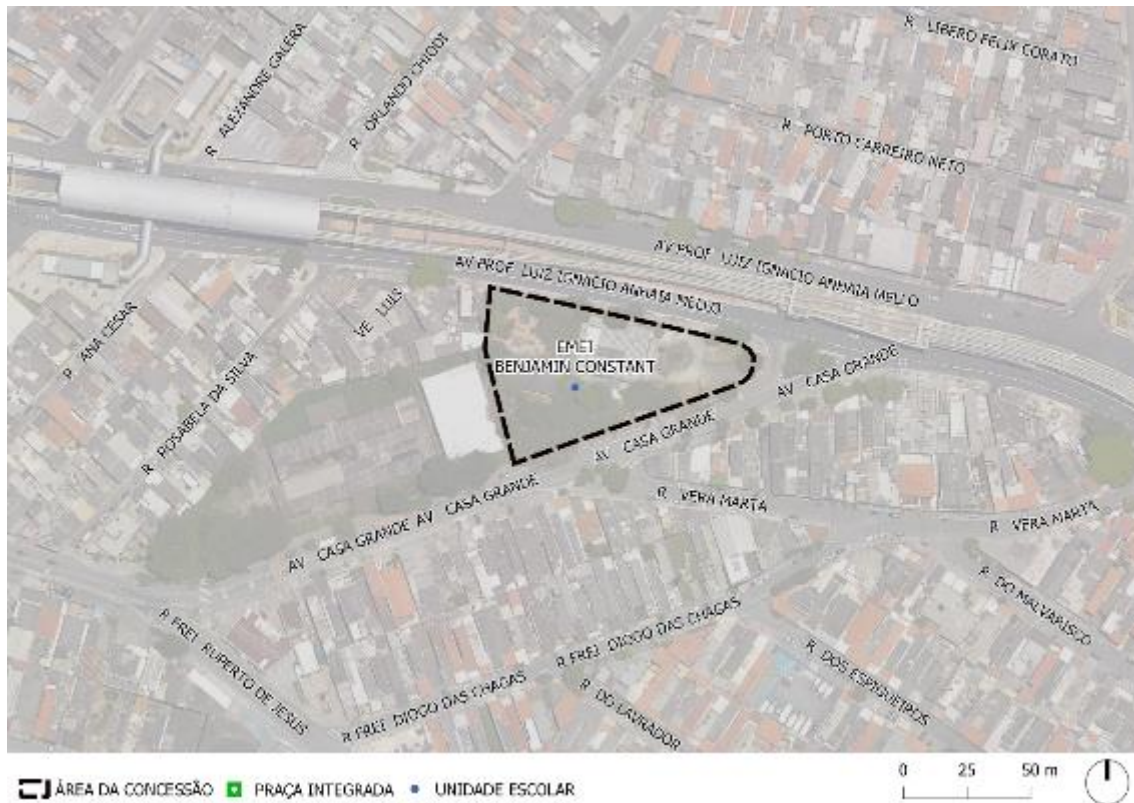 R LIBERO FELIX CORATO
R ALEXANDRE GALERA
R ORLANDO CHIODI
R PORTO CARREIRO NETO
AV PROF LUIZ IGNACIO ANHAIA MELLO
AV PROF LUIZ IGNACIO ANHAIA MELLO
R ANA CESAR
VE LUIS
EMEI
BENJAMIN CONSTANT
R ROSABELA DA SILVA
AV CASA GRANDE
AV CASA GRANDE
AV CASA GRANDE AV CASA GRANDE
R VERA MARTA
R VERA MARTA
R DO MALVARISCO
R FREI RUPERTO DE JESUS
R FREI DIOGO DAS CHAGAS
R FREI DIOGO DAS CHAGAS
R DOS ESPIGUEIROS
R DO LAVRADOR
ÁREA DA CONCESSÃO PRAÇA INTEGRADA UNIDADE ESCOLAR
0 25 50 m